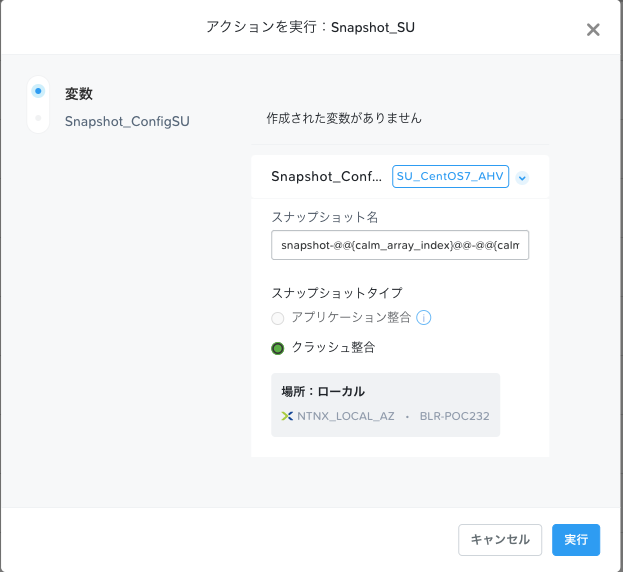 アクションを実行：Snapshot_SU
変数
Snapshot_ConfigSU
作成された変数がありません
Snapshot_Conf... SU_CentOS7_AHV
スナップショット名
snapshot-@@{calm_array_index}@@-@@{calm
スナップショットタイプ
アプリケーション整合
クラッシュ整合
場所：ローカル
NTNX_LOCAL_AZ • BLR-POC232
キャンセル 実行